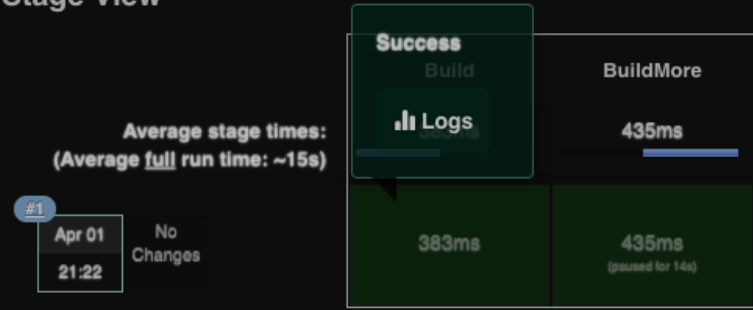 Stage View
Success
Build
BuildMore
Logs
Average stage times:
383ms
435ms
(Average full run time: ~15s)
#1
Apr 01
21:22
No
Changes
383ms
435ms
(paused for 14s)